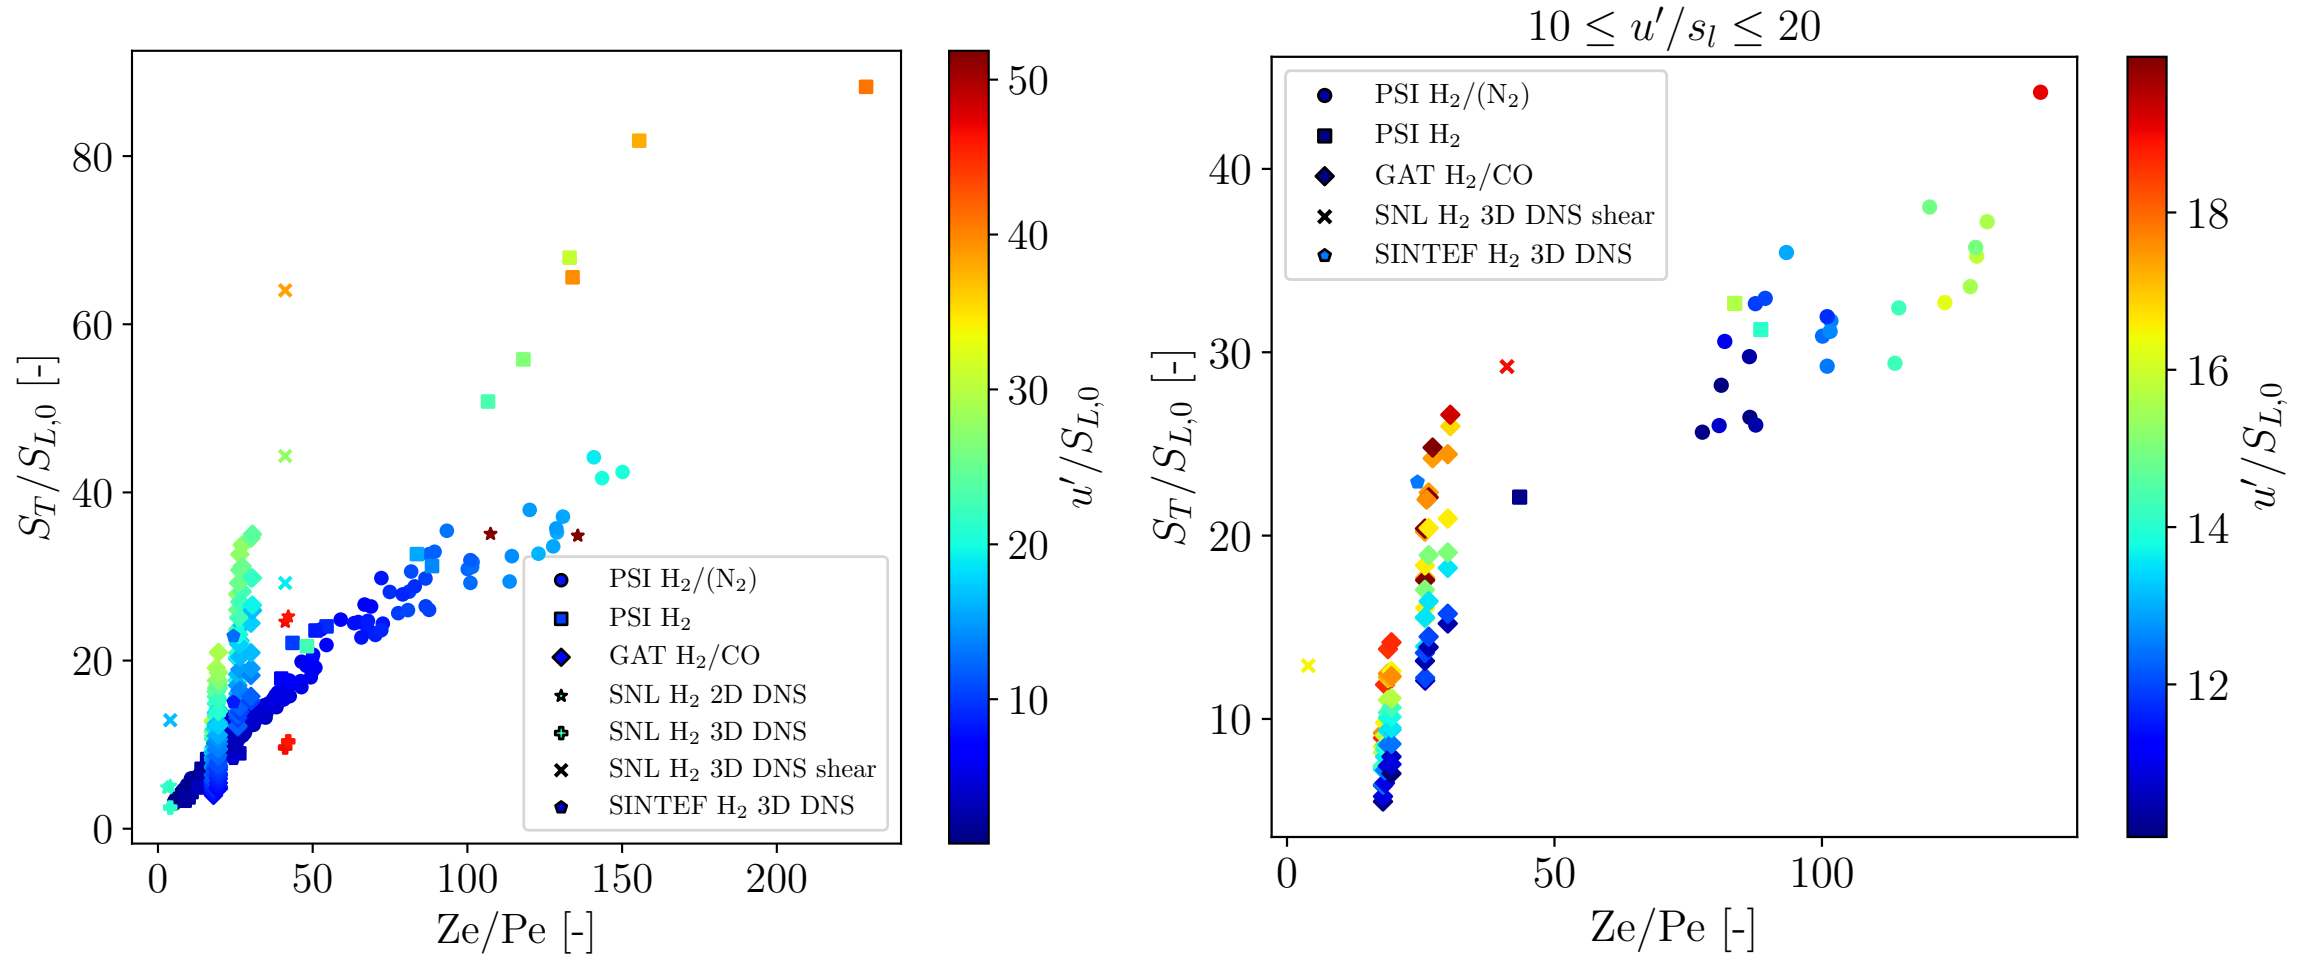 80
60
40
20
0
S_T/S_{L,0} [-]
0 50 100 150 200
Ze/Pe [-]
PSI H₂/(N₂)
PSI H₂
GAT H₂/CO
SNL H₂ 2D DNS
SNL H₂ 3D DNS
SNL H₂ 3D DNS shear
SINTEF H₂ 3D DNS
50
40
30
20
10
u′/S_{L,0}
10 ≤ u′/s_l ≤ 20
40
30
20
10
S_T/S_{L,0} [-]
0 50 100
Ze/Pe [-]
PSI H₂/(N₂)
PSI H₂
GAT H₂/CO
SNL H₂ 3D DNS shear
SINTEF H₂ 3D DNS
18
16
14
12
u′/S_{L,0}